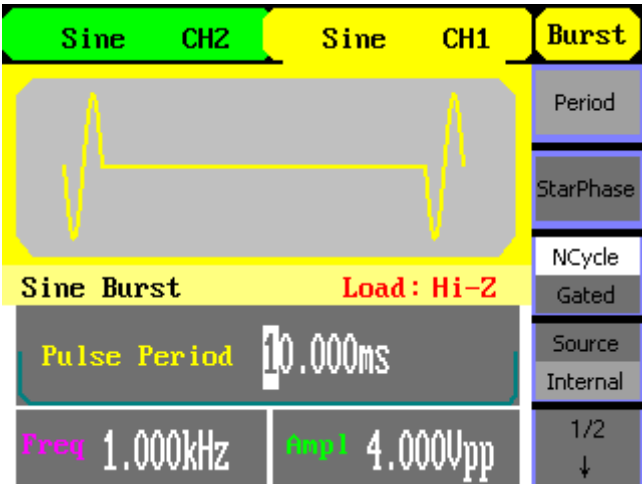 Sine CH2 Sine CH1 Burst
Period
StarPhase
NCycle
Gated
Sine Burst Load: Hi-Z
Pulse Period 10.000ms
Source
Internal
Freq 1.000kHz Ampl 4.000Vpp
1/2
↓